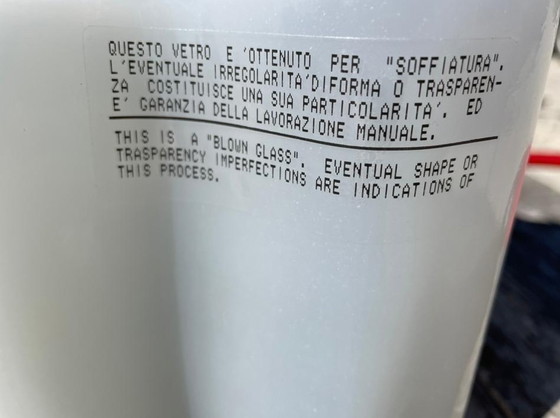 QUESTO VETRO E 'OTTENUTO PER "SOFFIATURA".
L'EVENTUALE IRREGOLARITA'DIFORMA O TRASPAREN-
ZA COSTITUISCE UNA SUA PARTICOLARITA'. ED
E' GARANZIA DELLA LAVORAZIONE MANUALE.
THIS IS A "BLOWN GLASS". EVENTUAL SHAPE OR
TRASPARENCY IMPERFECTIONS ARE INDICATIONS OF
THIS PROCESS.